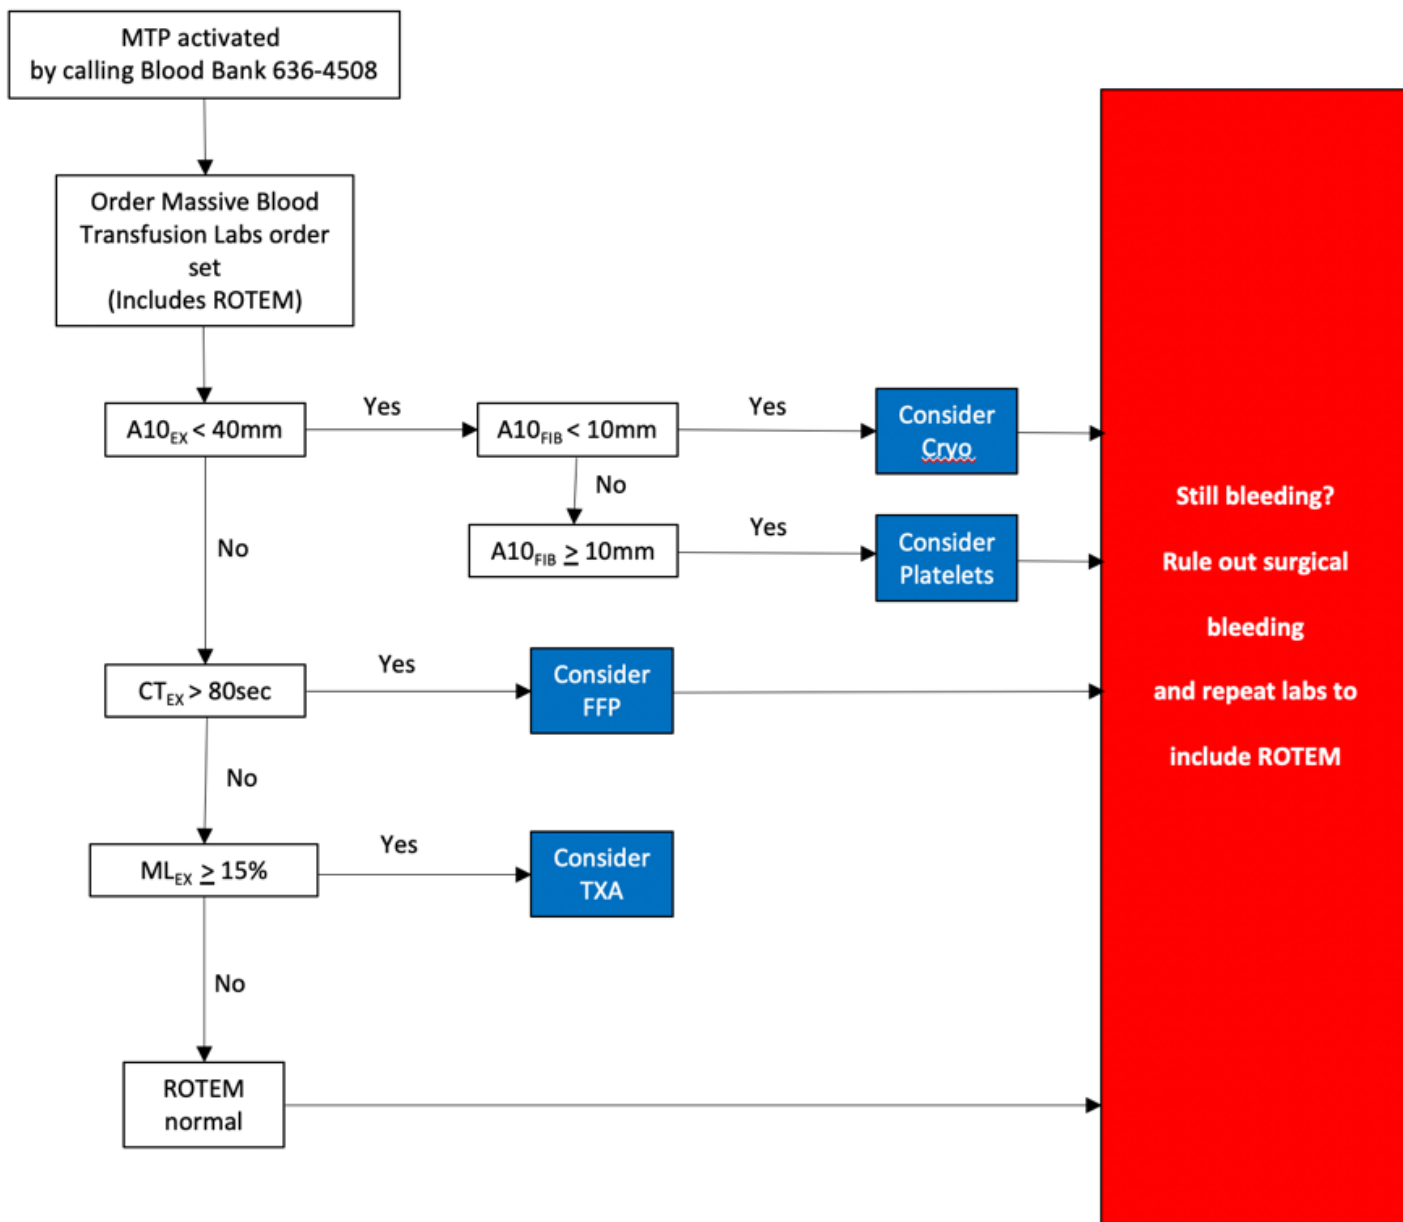 MTP activated
by calling Blood Bank 636-4508
Order Massive Blood
Transfusion Labs order
set
(Includes ROTEM)
A10EX < 40mm
Yes
A10FIB < 10mm
Yes
Consider
Cryo
No
No
A10FIB ≥ 10mm
Yes
Consider
Platelets
CTEX > 80sec
Yes
Consider
FFP
No
MLEX ≥ 15%
Yes
Consider
TXA
No
ROTEM
normal
Still bleeding?
Rule out surgical
bleeding
and repeat labs to
include ROTEM